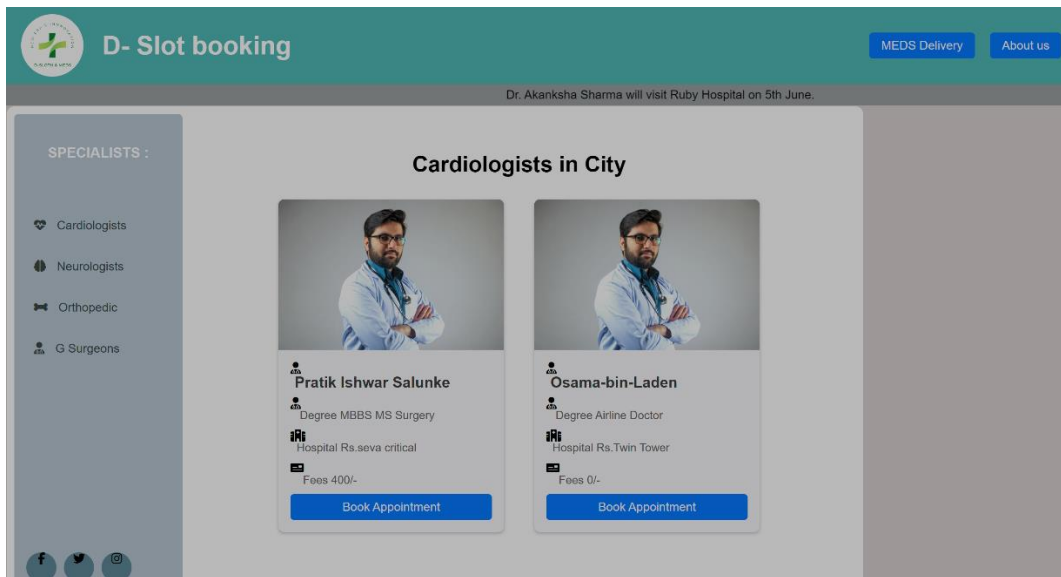 D- Slot booking
MEDS Delivery
About us
Dr. Akanksha Sharma will visit Ruby Hospital on 5th June.
SPECIALISTS :
Cardiologists
Neurologists
Orthopedic
G Surgeons
Cardiologists in City
Pratik Ishwar Salunke
Degree MBBS MS Surgery
Hospital Rs.seva critical
Fees 400/-
Book Appointment
Osama-bin-Laden
Degree Airline Doctor
Hospital Rs.Twin Tower
Fees 0/-
Book Appointment